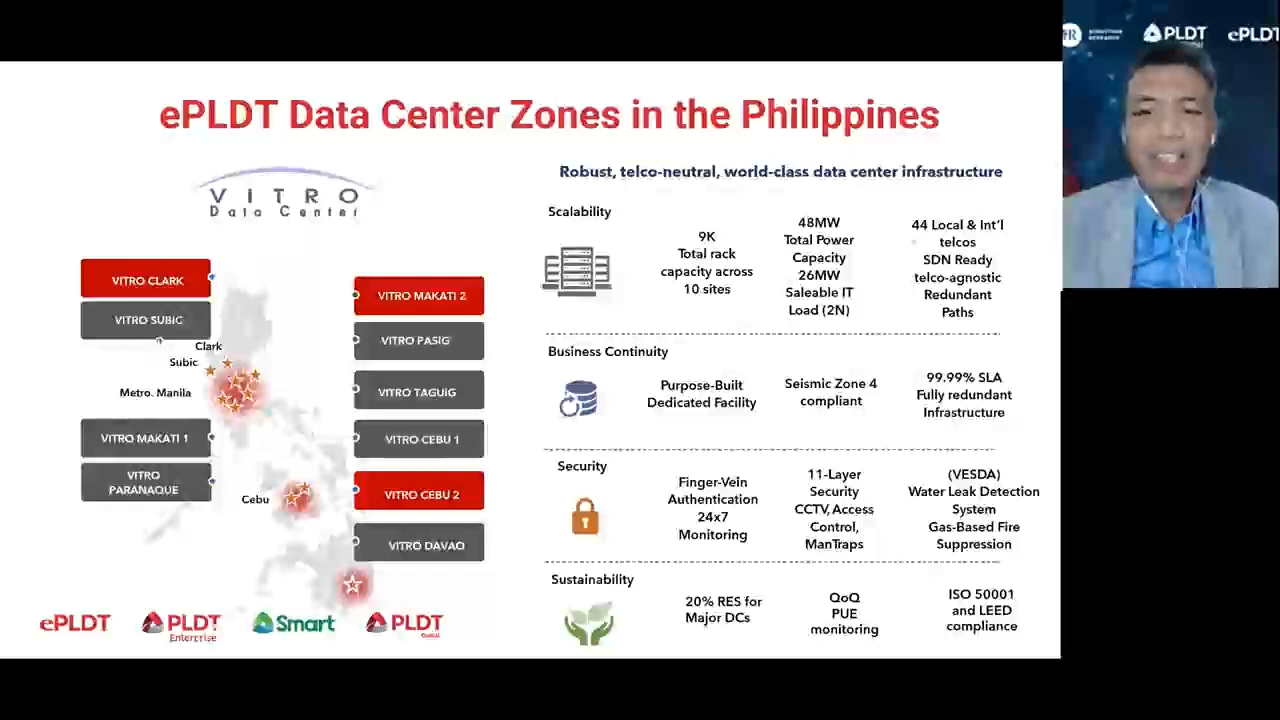 ePLDT Data Center Zones in the Philippines
VITRO
Data Center
VITRO CLARK
VITRO SUBIC
Clark
Subic
Metro. Manila
VITRO MAKATI 1
VITRO
PARANAQUE
Cebu
VITRO MAKATI 2
VITRO PASIG
VITRO TAGUIG
VITRO CEBU 1
VITRO CEBU 2
VITRO DAVAO
ePLDT
PLDT
Enterprise
Smart
PLDT
Robust, telco-neutral, world-class data center infrastructure
Scalability
9K
Total rack
capacity across
10 sites
48MW
Total Power
Capacity
26MW
Saleable IT
Load (2N)
44 Local & Int'l
telcos
SDN Ready
telco-agnostic
Redundant
Paths
Business Continuity
Purpose-Built
Dedicated Facility
Seismic Zone 4
compliant
99.99% SLA
Fully redundant
Infrastructure
Security
Finger-Vein
Authentication
24x7
Monitoring
11-Layer
Security
CCTV, Access
Control,
ManTraps
(VESDA)
Water Leak Detection
System
Gas-Based Fire
Suppression
Sustainability
20% RES for
Major DCs
QoQ
PUE
monitoring
ISO 50001
and LEED
compliance
PLDT
ePLDT